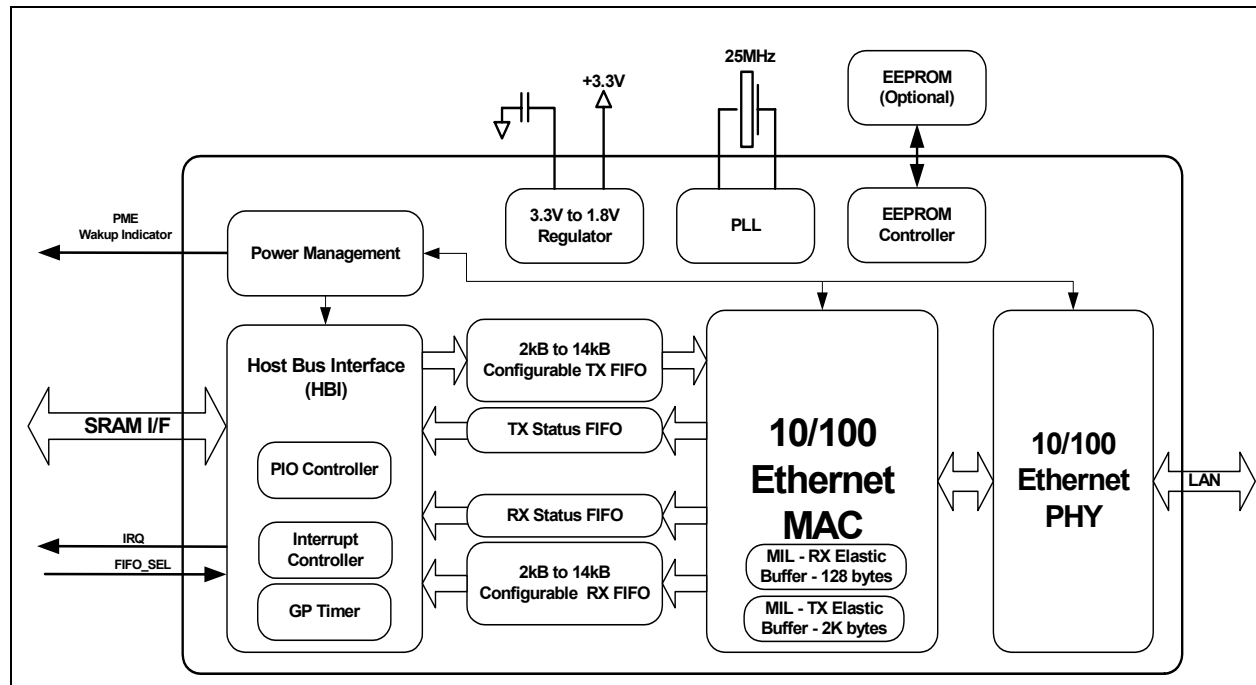 25MHz
+3.3V
EEPROM
(Optional)
3.3V to 1.8V
Regulator
PLL
EEPROM
Controller
PME
Wakup Indicator
Power Management
Host Bus Interface
(HBI)
2kB to 14kB
Configurable TX FIFO
SRAM I/F
TX Status FIFO
PIO Controller
RX Status FIFO
IRQ
FIFO_SEL
Interrupt
Controller
2kB to 14kB
Configurable RX FIFO
GP Timer
10/100
Ethernet
MAC
MIL - RX Elastic
Buffer - 128 bytes
MIL - TX Elastic
Buffer - 2K bytes
10/100
Ethernet
PHY
LAN